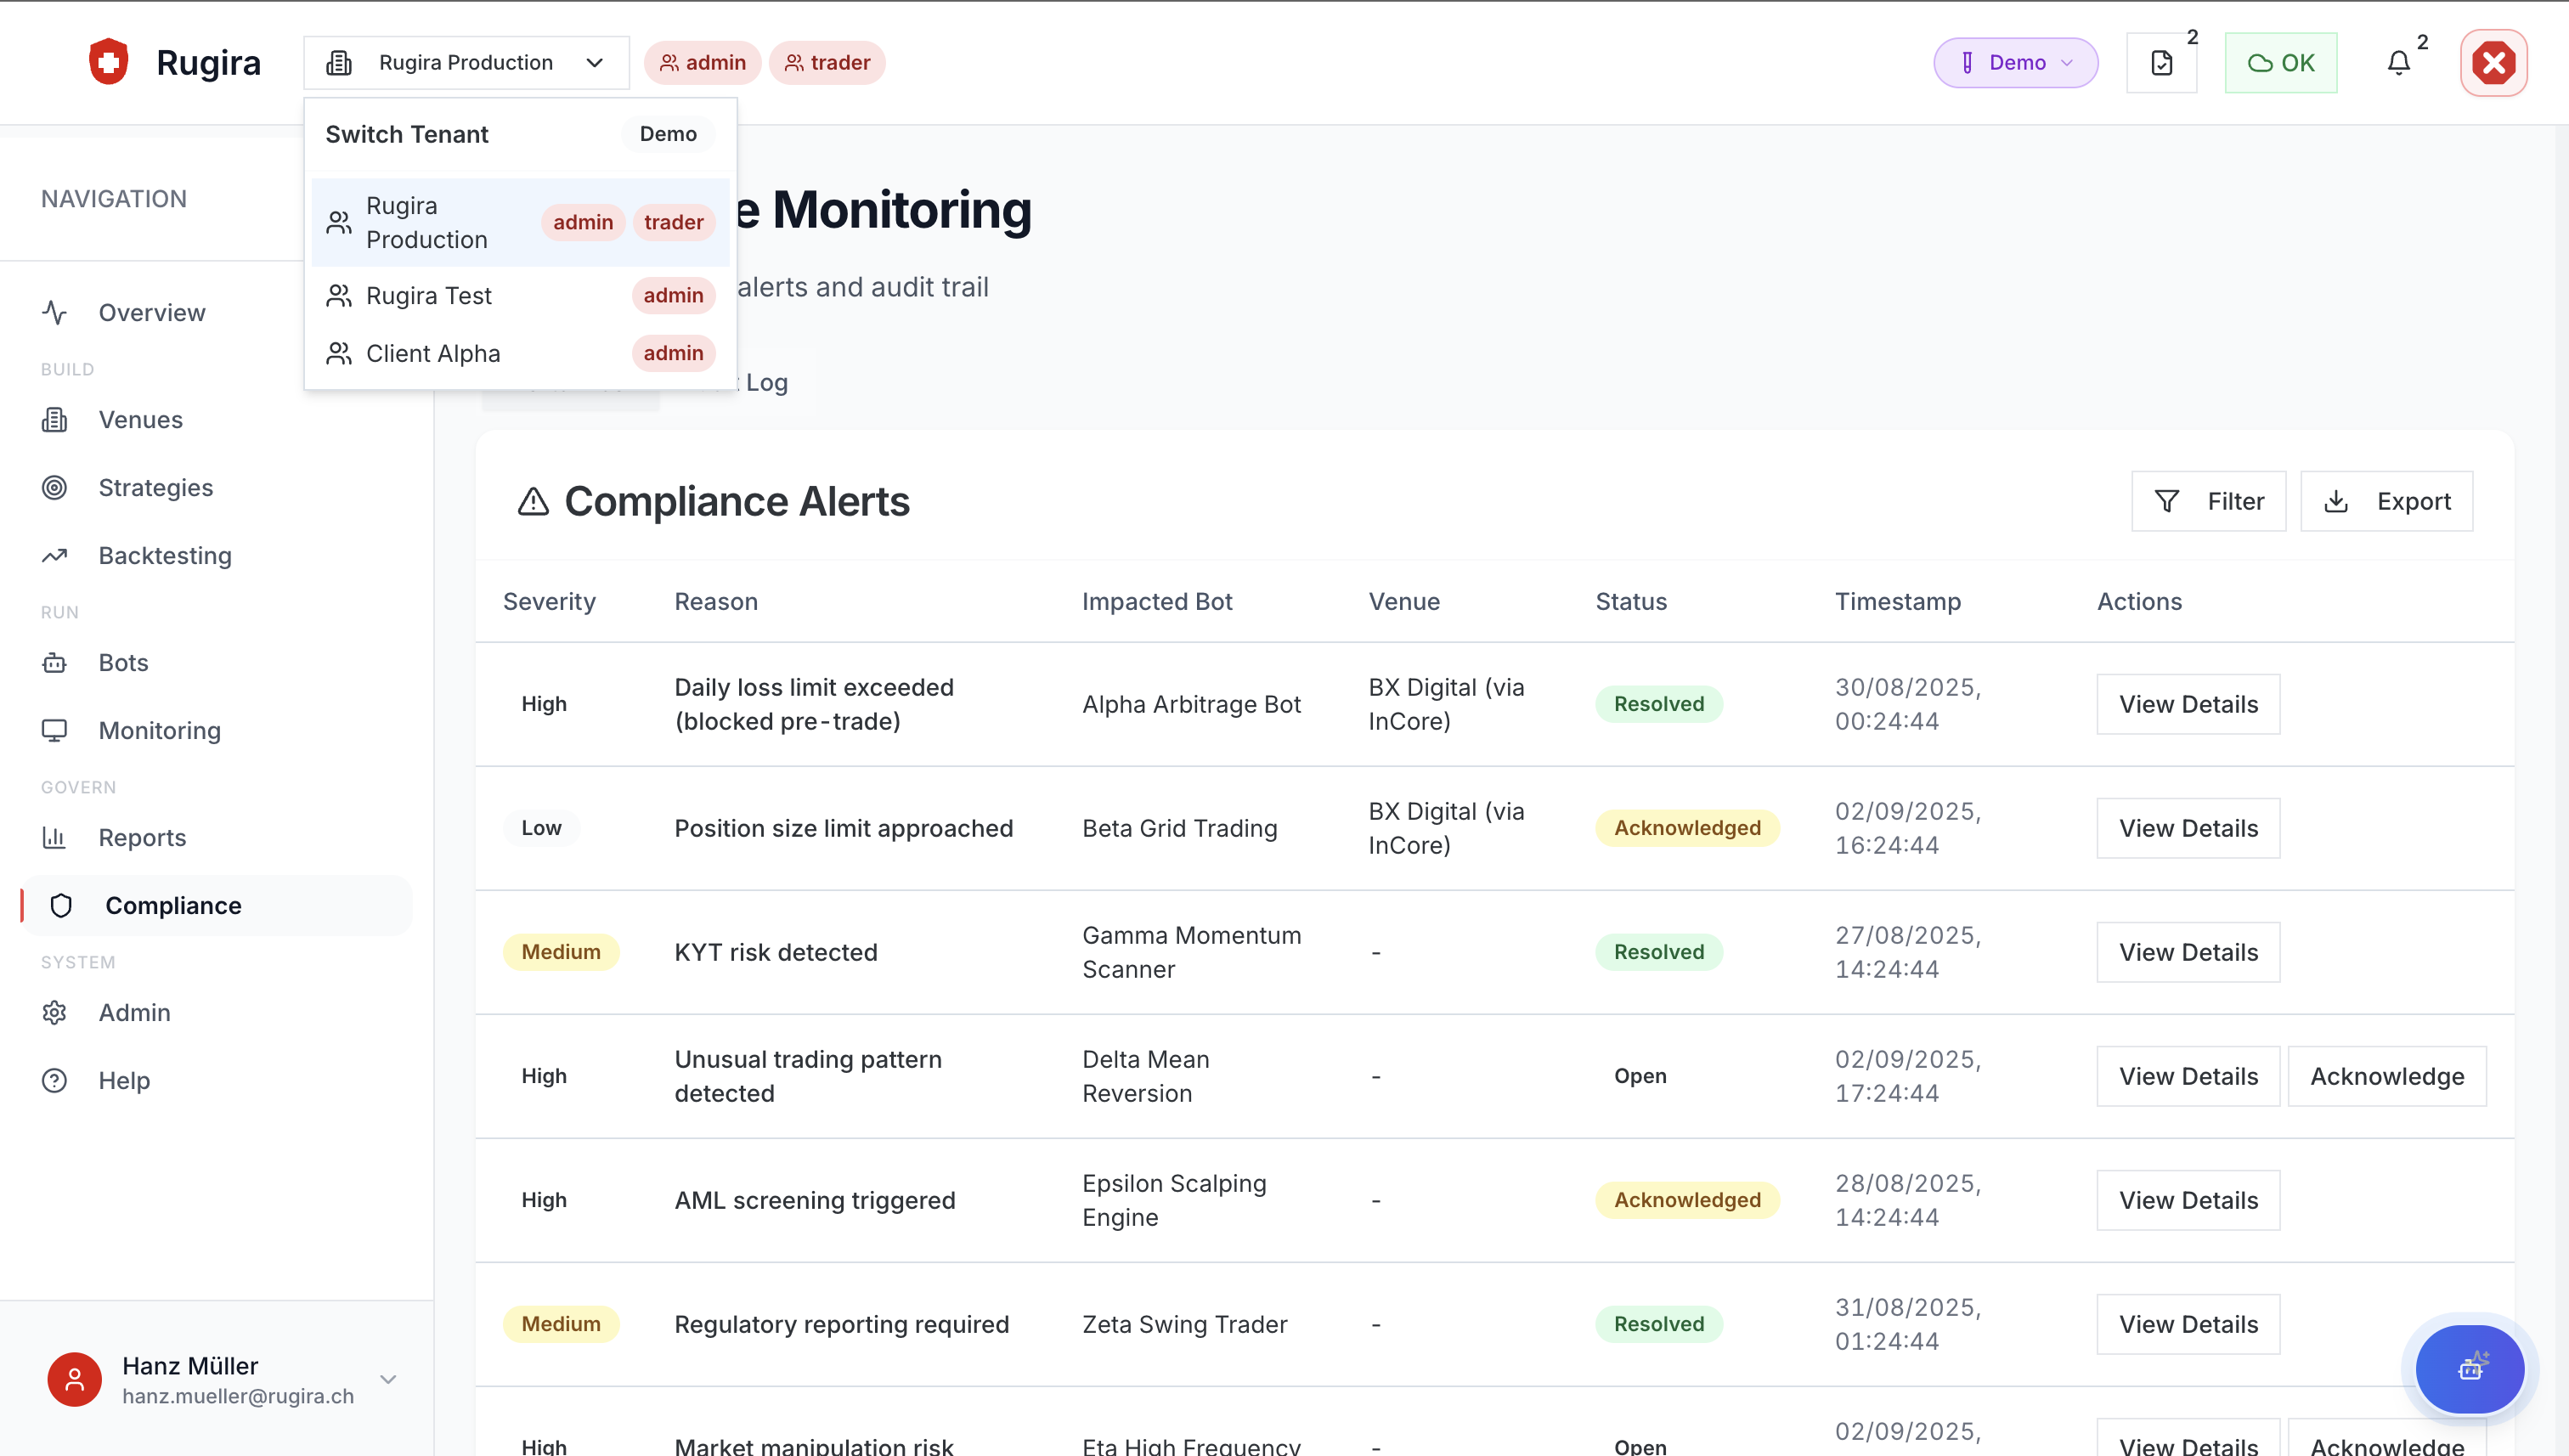 Rugira
Rugira Production
admin
trader
Demo
2
OK
2
Switch Tenant
Demo
Rugira
Production
admin
trader
Rugira Test
admin
Client Alpha
admin
NAVIGATION
Overview
BUILD
Venues
Strategies
Backtesting
RUN
Bots
Monitoring
GOVERN
Reports
Compliance
SYSTEM
Admin
Help
Hanz Müller
hanz.mueller@rugira.ch
e Monitoring
alerts and audit trail
Log
Compliance Alerts
Filter
Export
Severity Reason Impacted Bot Venue Status Timestamp Actions
High
Daily loss limit exceeded
(blocked pre-trade)
Alpha Arbitrage Bot
BX Digital (via
InCore)
Resolved
30/08/2025,
00:24:44
View Details
Low
Position size limit approached
Beta Grid Trading
BX Digital (via
InCore)
Acknowledged
02/09/2025,
16:24:44
View Details
Medium
KYT risk detected
Gamma Momentum
Scanner
-
Resolved
27/08/2025,
14:24:44
View Details
High
Unusual trading pattern
detected
Delta Mean
Reversion
-
Open
02/09/2025,
17:24:44
View Details
Acknowledge
High
AML screening triggered
Epsilon Scalping
Engine
-
Acknowledged
28/08/2025,
14:24:44
View Details
Medium
Regulatory reporting required
Zeta Swing Trader
-
Resolved
31/08/2025,
01:24:44
View Details
High
Market manipulation risk
Eta High Frequency
-
Open
02/09/2025,
View Details
Acknowledge